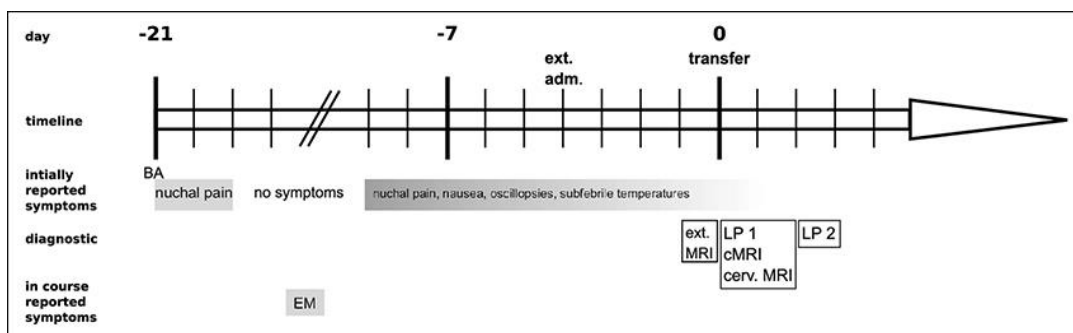 day -21 -7 0
ext.
adm.
transfer
timeline
BA
intially
reported
symptoms
nuchal pain
no symptoms
nuchal pain, nausea, oscillopsies, subfebrile temperatures
diagnostic
ext.
MRI
LP 1
cMRI
cerv. MRI
LP 2
in course
reported
symptoms
EM